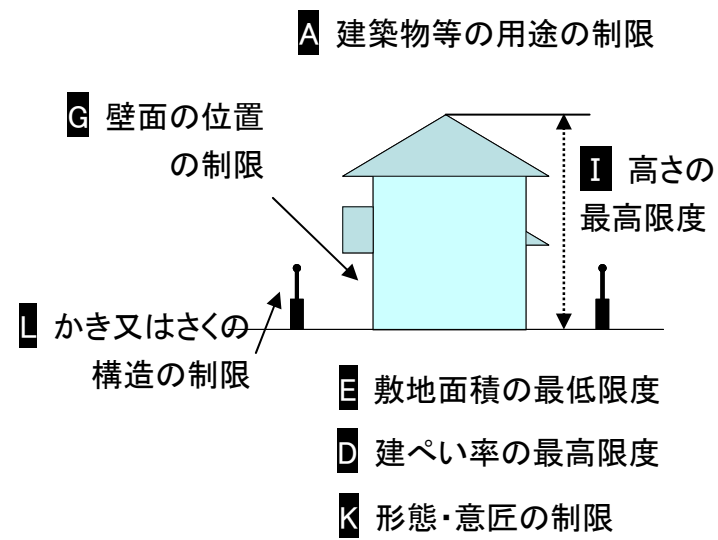 A 建築物等の用途の制限
G 壁面の位置
の制限
I 高さの
最高限度
L かき又はさくの
構造の制限
E 敷地面積の最低限度
D 建ぺい率の最高限度
K 形態・意匠の制限